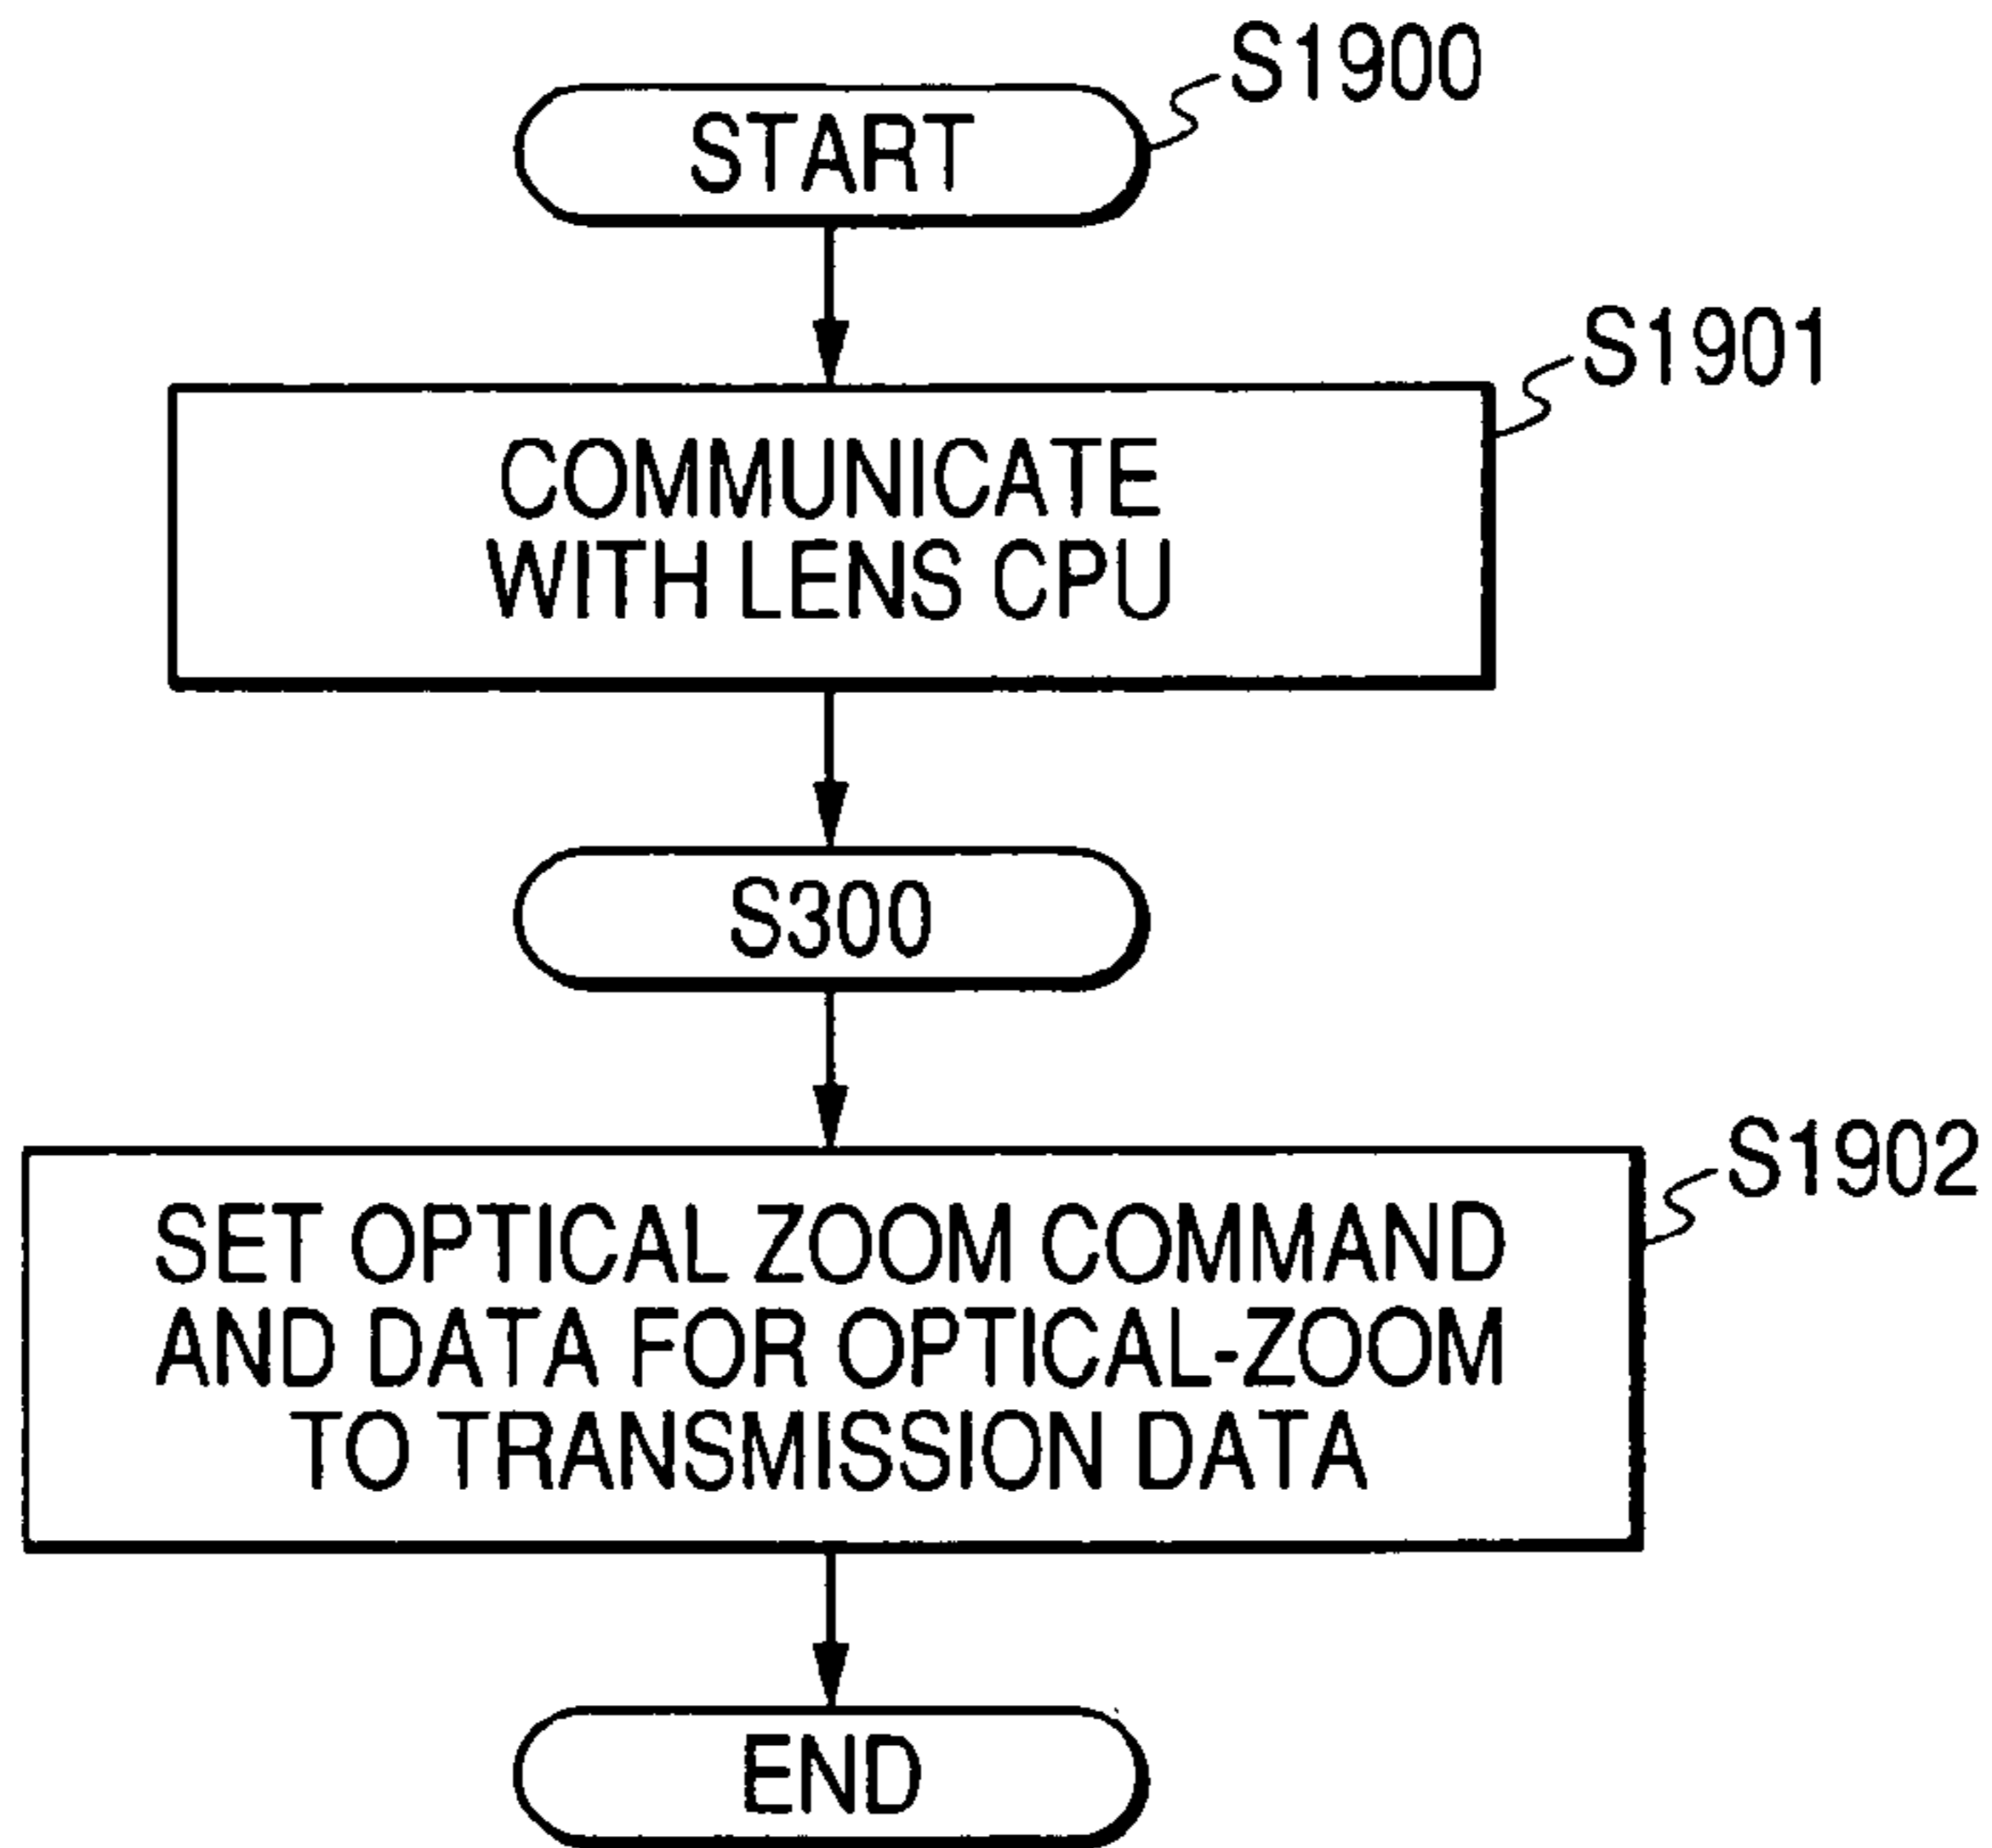 START
S1900
COMMUNICATE
WITH LENS CPU
S1901
S300
SET OPTICAL ZOOM COMMAND
AND DATA FOR OPTICAL-ZOOM
TO TRANSMISSION DATA
S1902
END